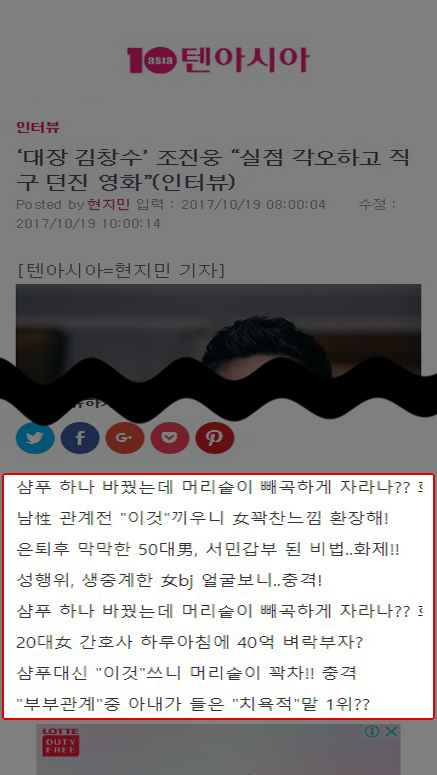 10 asia 텐아시아
인터뷰
‘대장 김창수’ 조진웅 “실점 각오하고 직
구 던진 영화”(인터뷰)
Posted by 현지민 입력 : 2017/10/19 08:00:04 수정 :
2017/10/19 10:00:14
[텐아시아=현지민 기자]
샴푸 하나 바꿨는데 머리숱이 빼곡하게 자라나??
남性 관계전 "이것"끼우니 女꽉찬느낌 환장해!
은퇴후 막막한 50대男, 서민갑부 된 비법..화제!!
성행위, 생중계한 女bj 얼굴보니..충격!
샴푸 하나 바꿨는데 머리숱이 빼곡하게 자라나??
20대女 간호사 하루아침에 40억 벼락부자?
샴푸대신 "이것"쓰니 머리숱이 꽉차!! 충격
"부부관계"중 아내가 들은 "치욕적"말 1위??
LOTTE
DUTY
FREE